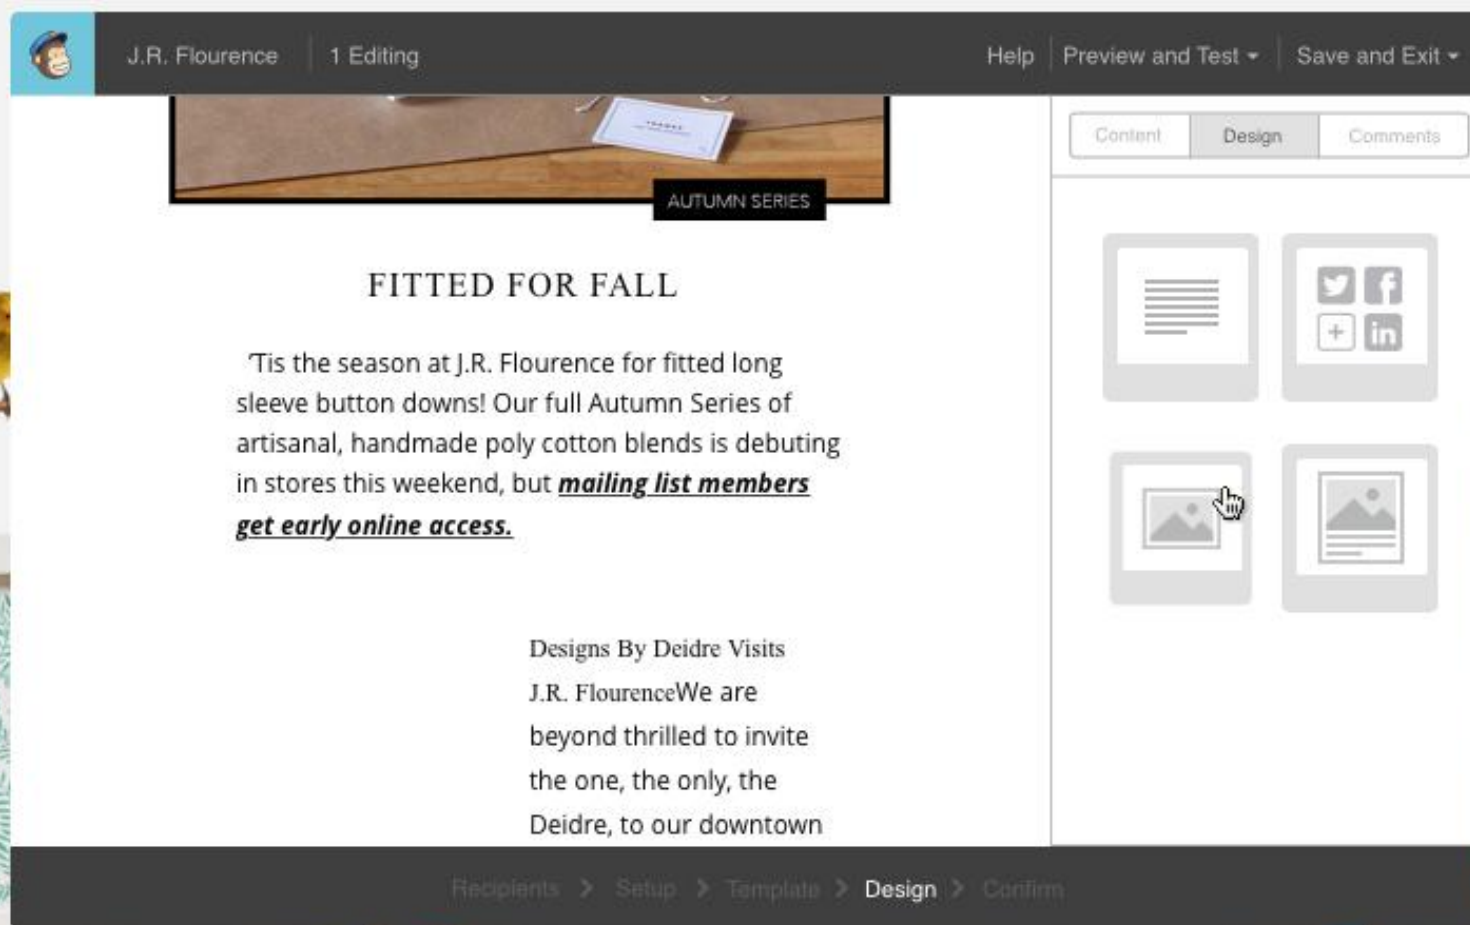 J.R. Flourence
1 Editing
Help
Preview and Test
Save and Exit
Content
Design
Comments
AUTUMN SERIES
FITTED FOR FALL
'Tis the season at J.R. Flourence for fitted long
sleeve button downs! Our full Autumn Series of
artisanal, handmade poly cotton blends is debuting
in stores this weekend, but mailing list members
get early online access.
Designs By Deidre Visits
J.R. FlourenceWe are
beyond thrilled to invite
the one, the only, the
Deidre, to our downtown
Recipients > Setup > Template > Design > Confirm